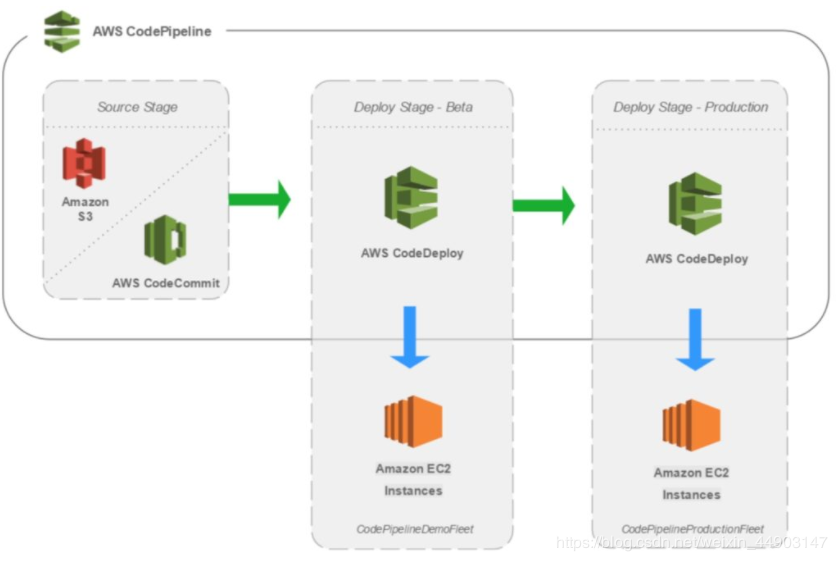 AWS CodePipeline
Source Stage
Amazon
S3
AWS CodeCommit
Deploy Stage - Beta
AWS CodeDeploy
Amazon EC2
Instances
CodePipelineDemoFleet
Deploy Stage - Production
AWS CodeDeploy
Amazon EC2
Instances
CodePipelineProductionFleet
https://blog.csdn.net/weixin_44903147